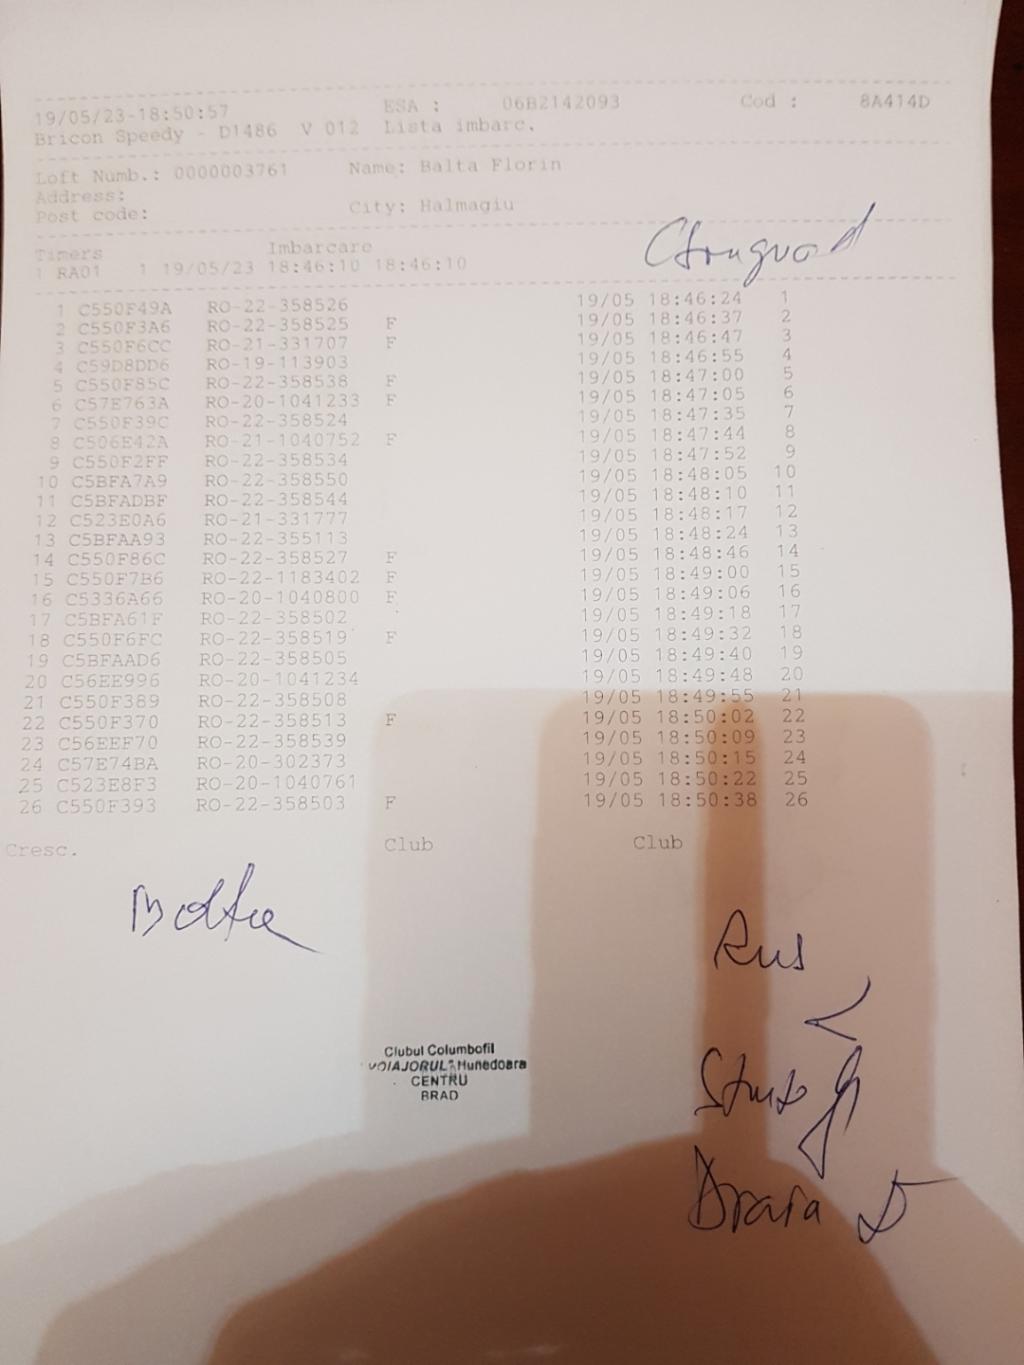 19/05/23-18:50:57 ESA : 06B2142093 Cod : 8A414D
Bricon Speedy - D1486 V 012 Lista imbarc.
Loft Numb.: 0000003761 Name: Balta Florin
Address:
Post code: City: Halmagiu
Timers Imbarcare
1 RA01 1 19/05/23 18:46:10 18:46:10
1 C550F49A RO-22-358526 19/05 18:46:24 1
2 C550F3A6 RO-22-358525 F 19/05 18:46:37 2
3 C550F6CC RO-21-331707 F 19/05 18:46:47 3
4 C59D8DD6 RO-19-113903 19/05 18:46:55 4
5 C550F85C RO-22-358538 F 19/05 18:47:00 5
6 C57E763A RO-20-1041233 F 19/05 18:47:05 6
7 C550F39C RO-22-358524 19/05 18:47:35 7
8 C506E42A RO-21-1040752 F 19/05 18:47:44 8
9 C550F2FF RO-22-358534 19/05 18:47:52 9
10 C5BFA7A9 RO-22-358550 19/05 18:48:05 10
11 C5BFADBF RO-22-358544 19/05 18:48:10 11
12 C523E0A6 RO-21-331777 19/05 18:48:17 12
13 C5BFAA93 RO-22-355113 19/05 18:48:24 13
14 C550F86C RO-22-358527 F 19/05 18:48:46 14
15 C550F7B6 RO-22-1183402 F 19/05 18:49:00 15
16 C5336A66 RO-20-1040800 F 19/05 18:49:06 16
17 C5BFA61F RO-22-358502 19/05 18:49:18 17
18 C550F6FC RO-22-358519 F 19/05 18:49:32 18
19 C5BFAAD6 RO-22-358505 19/05 18:49:40 19
20 C56EE996 RO-20-1041234 19/05 18:49:48 20
21 C550F389 RO-22-358508 19/05 18:49:55 21
22 C550F370 RO-22-358513 F 19/05 18:50:02 22
23 C56EEF70 RO-22-358539 19/05 18:50:09 23
24 C57E74BA RO-20-302373 19/05 18:50:15 24
25 C523E8F3 RO-20-1040761 19/05 18:50:22 25
26 C550F393 RO-22-358503 F 19/05 18:50:38 26
Cresc. Club Club
Rus
Clubul Columbofil
"VOIAJORUL" Hunedoara
CENTRU
BRAD